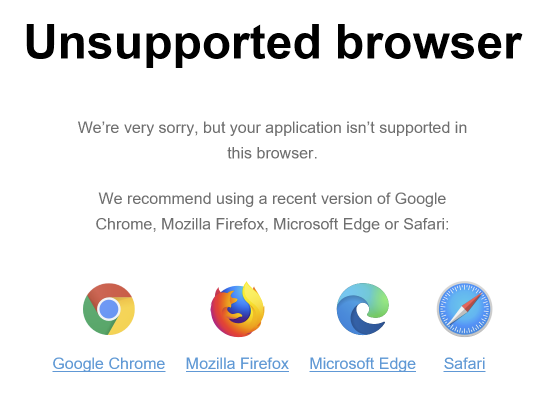 Unsupported browser
We’re very sorry, but your application isn’t supported in
this browser.
We recommend using a recent version of Google
Chrome, Mozilla Firefox, Microsoft Edge or Safari:
Google Chrome Mozilla Firefox Microsoft Edge Safari